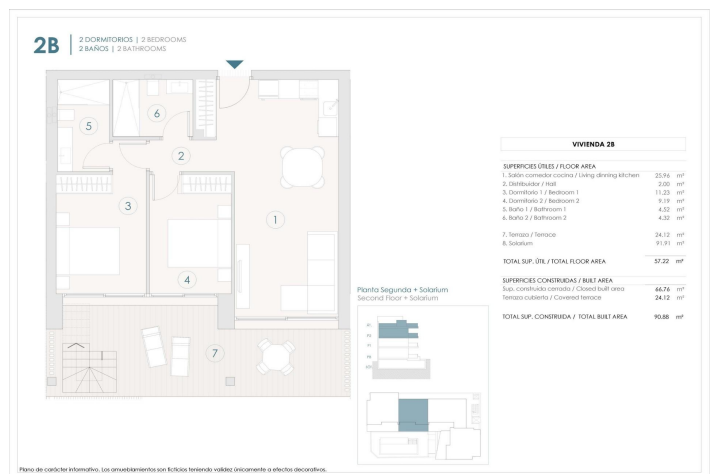 2B
2 DORMITORIOS | 2 BEDROOMS
2 BAÑOS | 2 BATHROOMS
5
6
2
3
4
1
7
Planta Segunda + Solarium
Second Floor + Solarium
VIVIENDA 2B
SUPERFICIES ÚTILES / FLOOR AREA
1. Salón comedor cocina / Living dinning kitchen 25,96 m²
2. Distribuidor / Hall 2,00 m²
3. Dormitorio 1 / Bedroom 1 11,23 m²
4. Dormitorio 2 / Bedroom 2 9,19 m²
5. Baño 1 / Bathroom 1 4,52 m²
6. Baño 2 / Bathroom 2 4,32 m²
7. Terraza / Terrace 24,12 m²
8. Solarium 91,91 m²
TOTAL SUP. ÚTIL / TOTAL FLOOR AREA 57,22 m²
SUPERFICIES CONSTRUIDAS / BUILT AREA
Sup. construida cerrada / Closed built area 66,76 m²
Terraza cubierta / Covered terrace 24,12 m²
TOTAL SUP. CONSTRUIDA / TOTAL BUILT AREA 90,88 m²
Plano de carácter informativo. Los amueblamientos son ficticios teniendo validez únicamente a efectos decorativos.